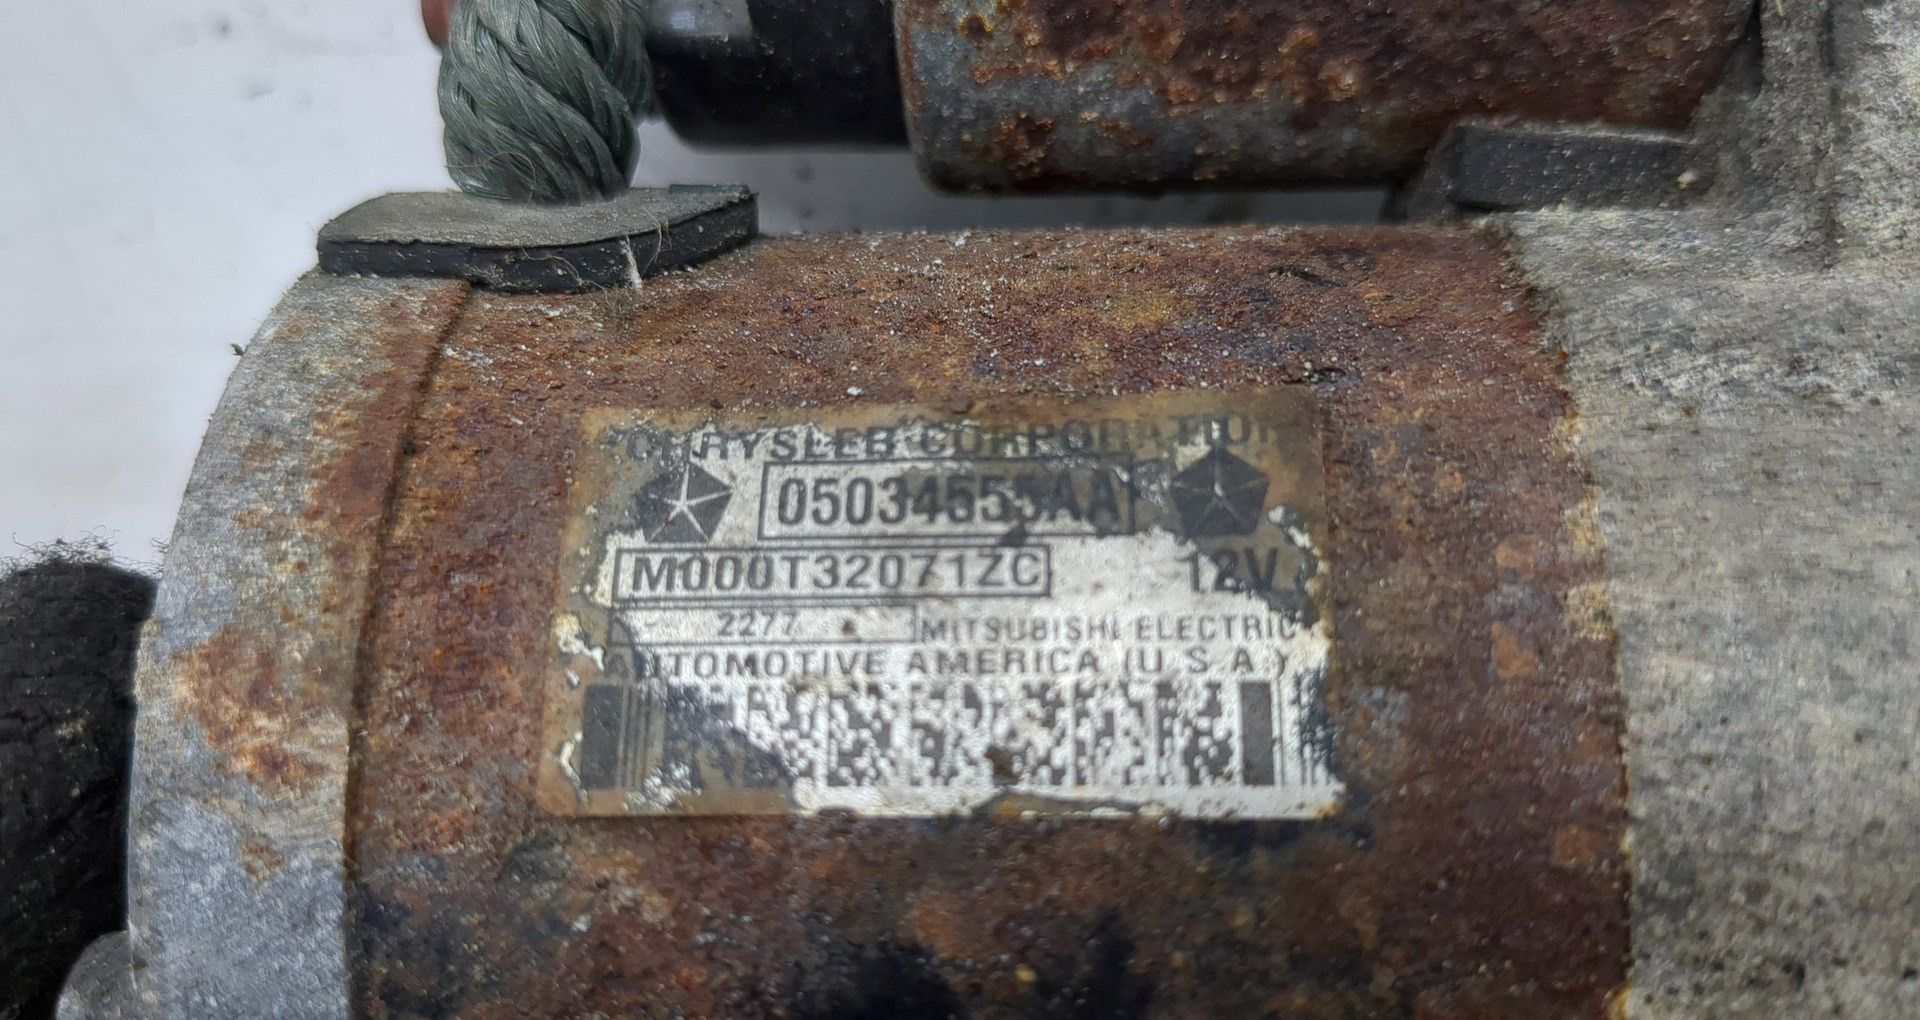 CHRYSLER CORPORATION
05034555AA
M000T32071ZC 12V
2277 MITSUBISHI ELECTRIC
AUTOMOTIVE AMERICA (U.S.A.)